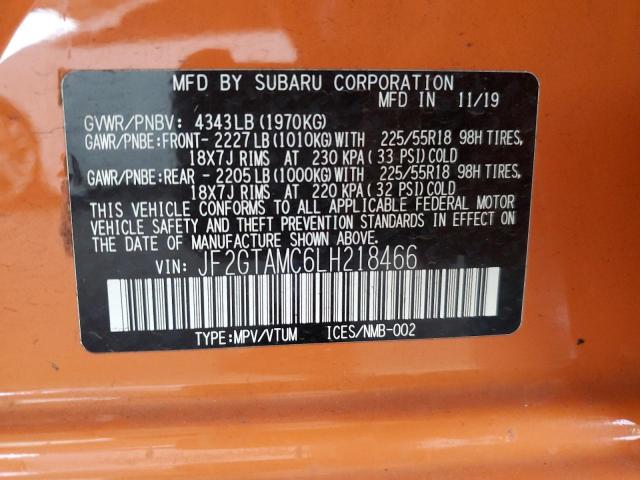 MFD BY SUBARU CORPORATION
MFD IN 11/19
GVWR/PNBV: 4343LB (1970KG)
GAWR/PNBE:FRONT- 2227LB(1010KG)WITH 225/55R18 98H TIRES,
18X7J RIMS AT 230 KPA (33 PSI)COLD
GAWR/PNBE:REAR - 2205LB(1000KG)WITH 225/55R18 98H TIRES,
18X7J RIMS AT 220 KPA (32 PSI)COLD
THIS VEHICLE CONFORMS TO ALL APPLICABLE FEDERAL MOTOR
VEHICLE SAFETY AND THEFT PREVENTION STANDARDS IN EFFECT ON
THE DATE OF MANUFACTURE SHOWN ABOVE.
VIN: JF2GTAMC6LH218466
TYPE:MPV/VTUM ICES/NMB-002